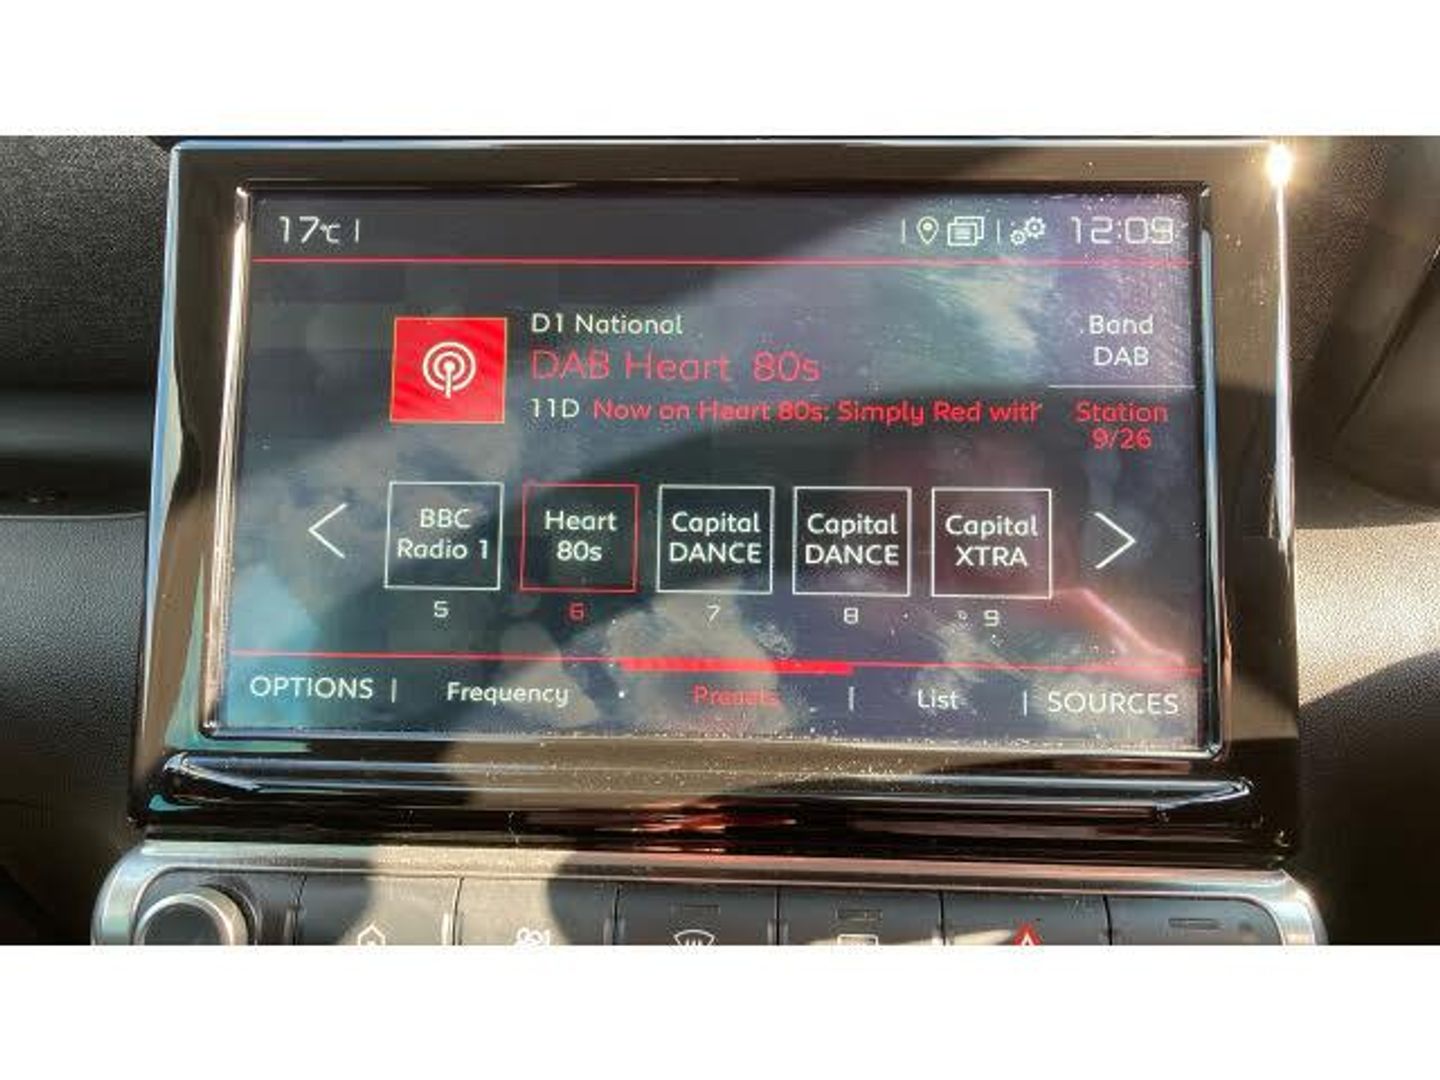 17°C
12:09
D1 National
DAB Heart 80s
11D Now on Heart 80s: Simply Red with
Band
DAB
Station
9/26
BBC
Radio 1
5
Heart
80s
6
Capital
DANCE
7
Capital
DANCE
8
Capital
XTRA
9
OPTIONS
Frequency
Presets
List
SOURCES